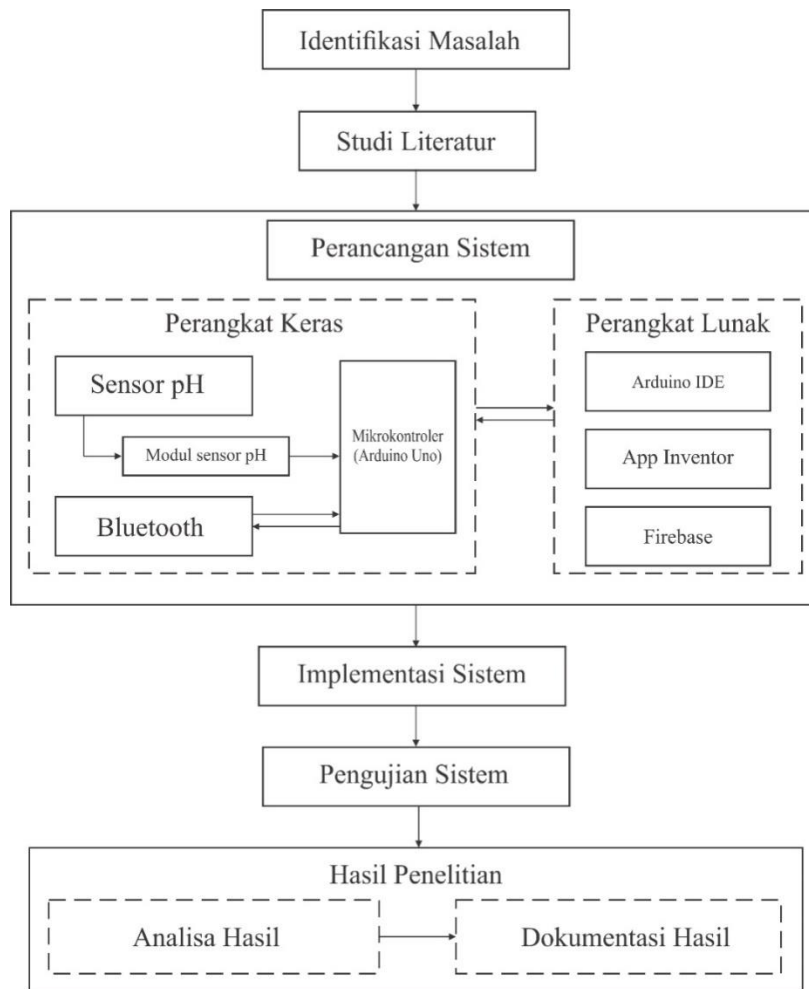 Identifikasi Masalah
Studi Literatur
Perancangan Sistem
Perangkat Keras
Sensor pH
Modul sensor pH
Bluetooth
Mikrokontroler
(Arduino Uno)
Perangkat Lunak
Arduino IDE
App Inventor
Firebase
Implementasi Sistem
Pengujian Sistem
Hasil Penelitian
Analisa Hasil
Dokumentasi Hasil